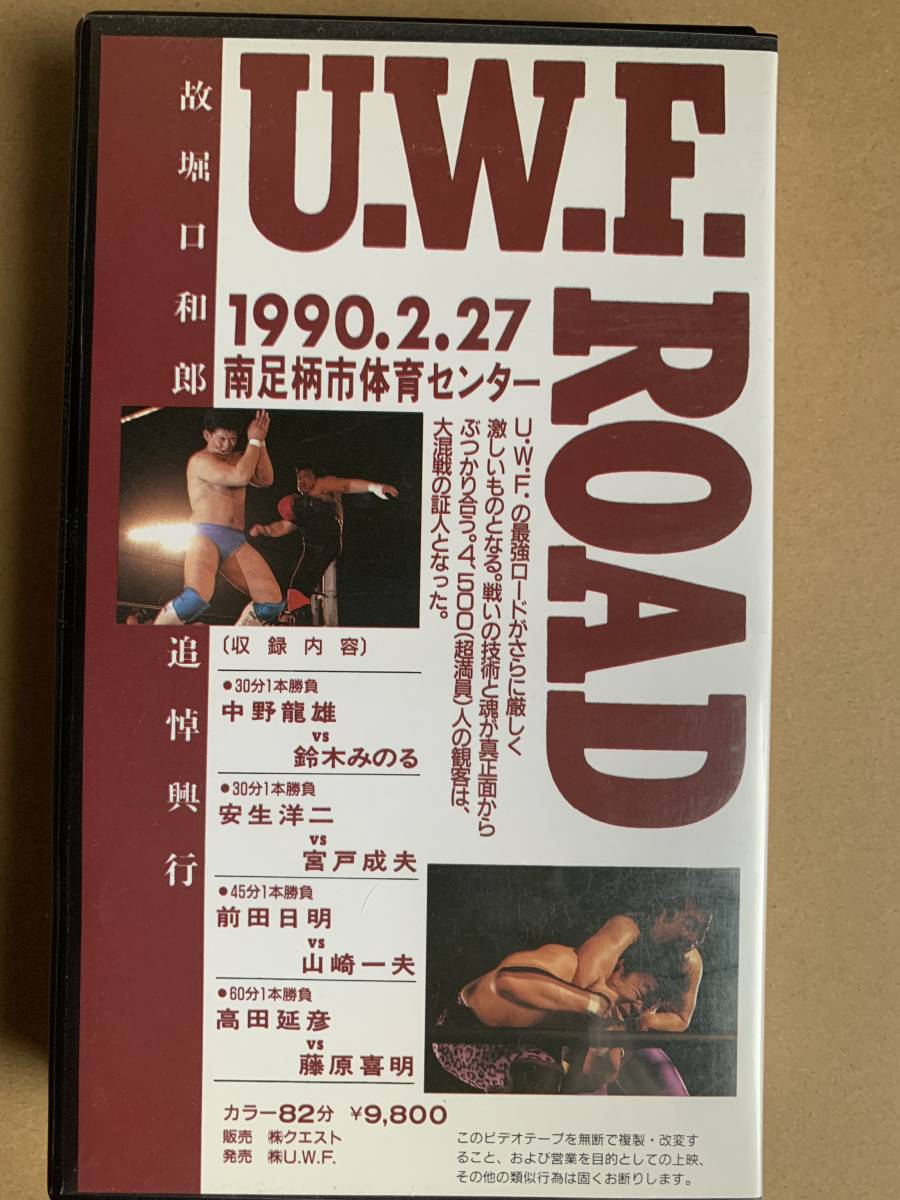 U.W.F.
ROAD
故堀口和郎
追悼興行
1990.2.27
南足柄市体育センター
U.W.F.の最強ロードがさらに厳しく
激しいものとなる。戦いの技術と魂が真正面から
ぶつかり合う。4,500(超満員)人の観客は、
大混戦の証人となった。
〔収録内容〕
●30分1本勝負
中野龍雄
vs
鈴木みのる
●30分1本勝負
安生洋二
vs
宮戸成夫
●45分1本勝負
前田日明
vs
山崎一夫
●60分1本勝負
高田延彦
vs
藤原喜明
カラー82分 ¥9,800
販売 ㈱クエスト
発売 ㈱U.W.F.
このビデオテープを無断で複製・改変す
ること、および営業を目的としての上映、
その他の類似行為は固くお断りします。